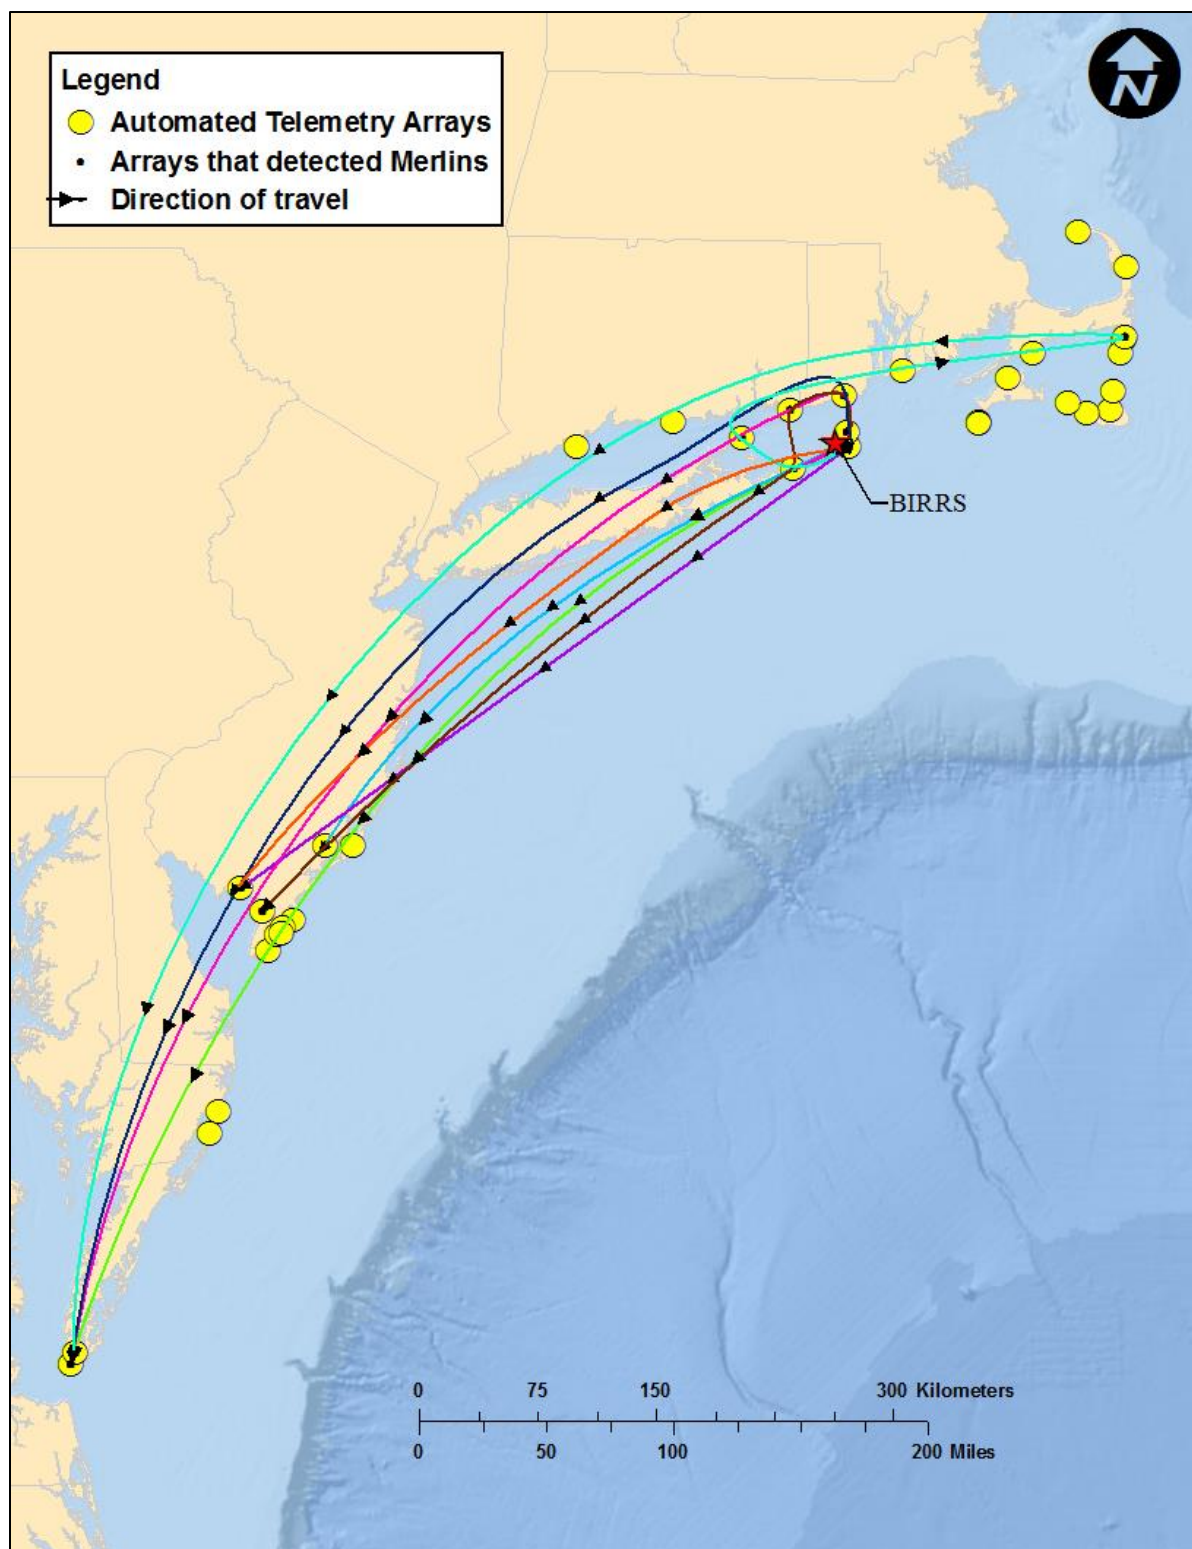 N
Legend
Automated Telemetry Arrays
Arrays that detected Merlins
Direction of travel
BIRRS
0 75 150 300 Kilometers
0 50 100 200 Miles